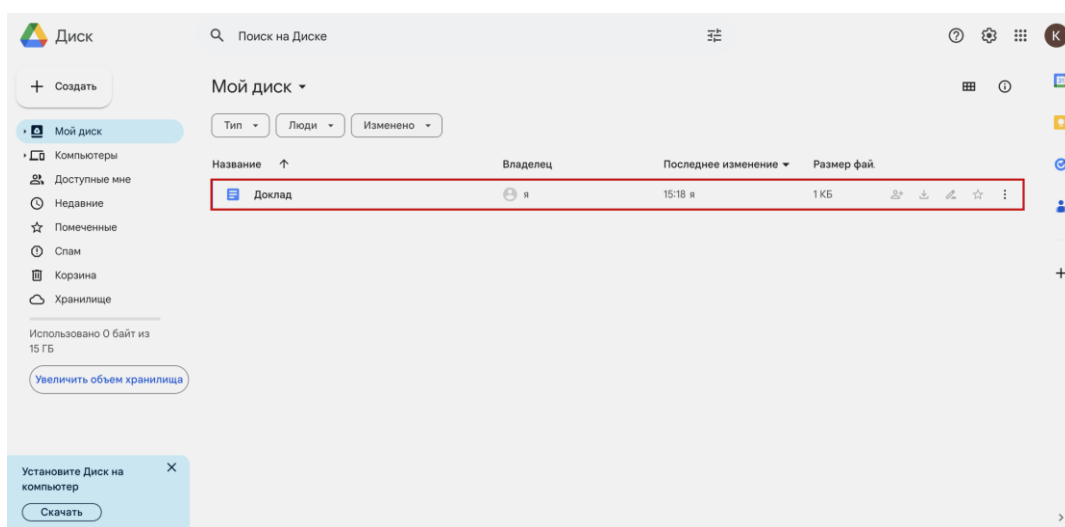 Диск
Поиск на Диске
К
Создать
Мой диск
31
Тип
Люди
Изменено
Мой диск
Компьютеры
Доступные мне
Недавние
Помеченные
Спам
Корзина
Хранилище
Использовано 0 байт из
15 ГБ
Увеличить объем хранилища
Название
Владелец
Последнее изменение
Размер фай.
Доклад
я
15:18 я
1 КБ
Установите Диск на
компьютер
Скачать